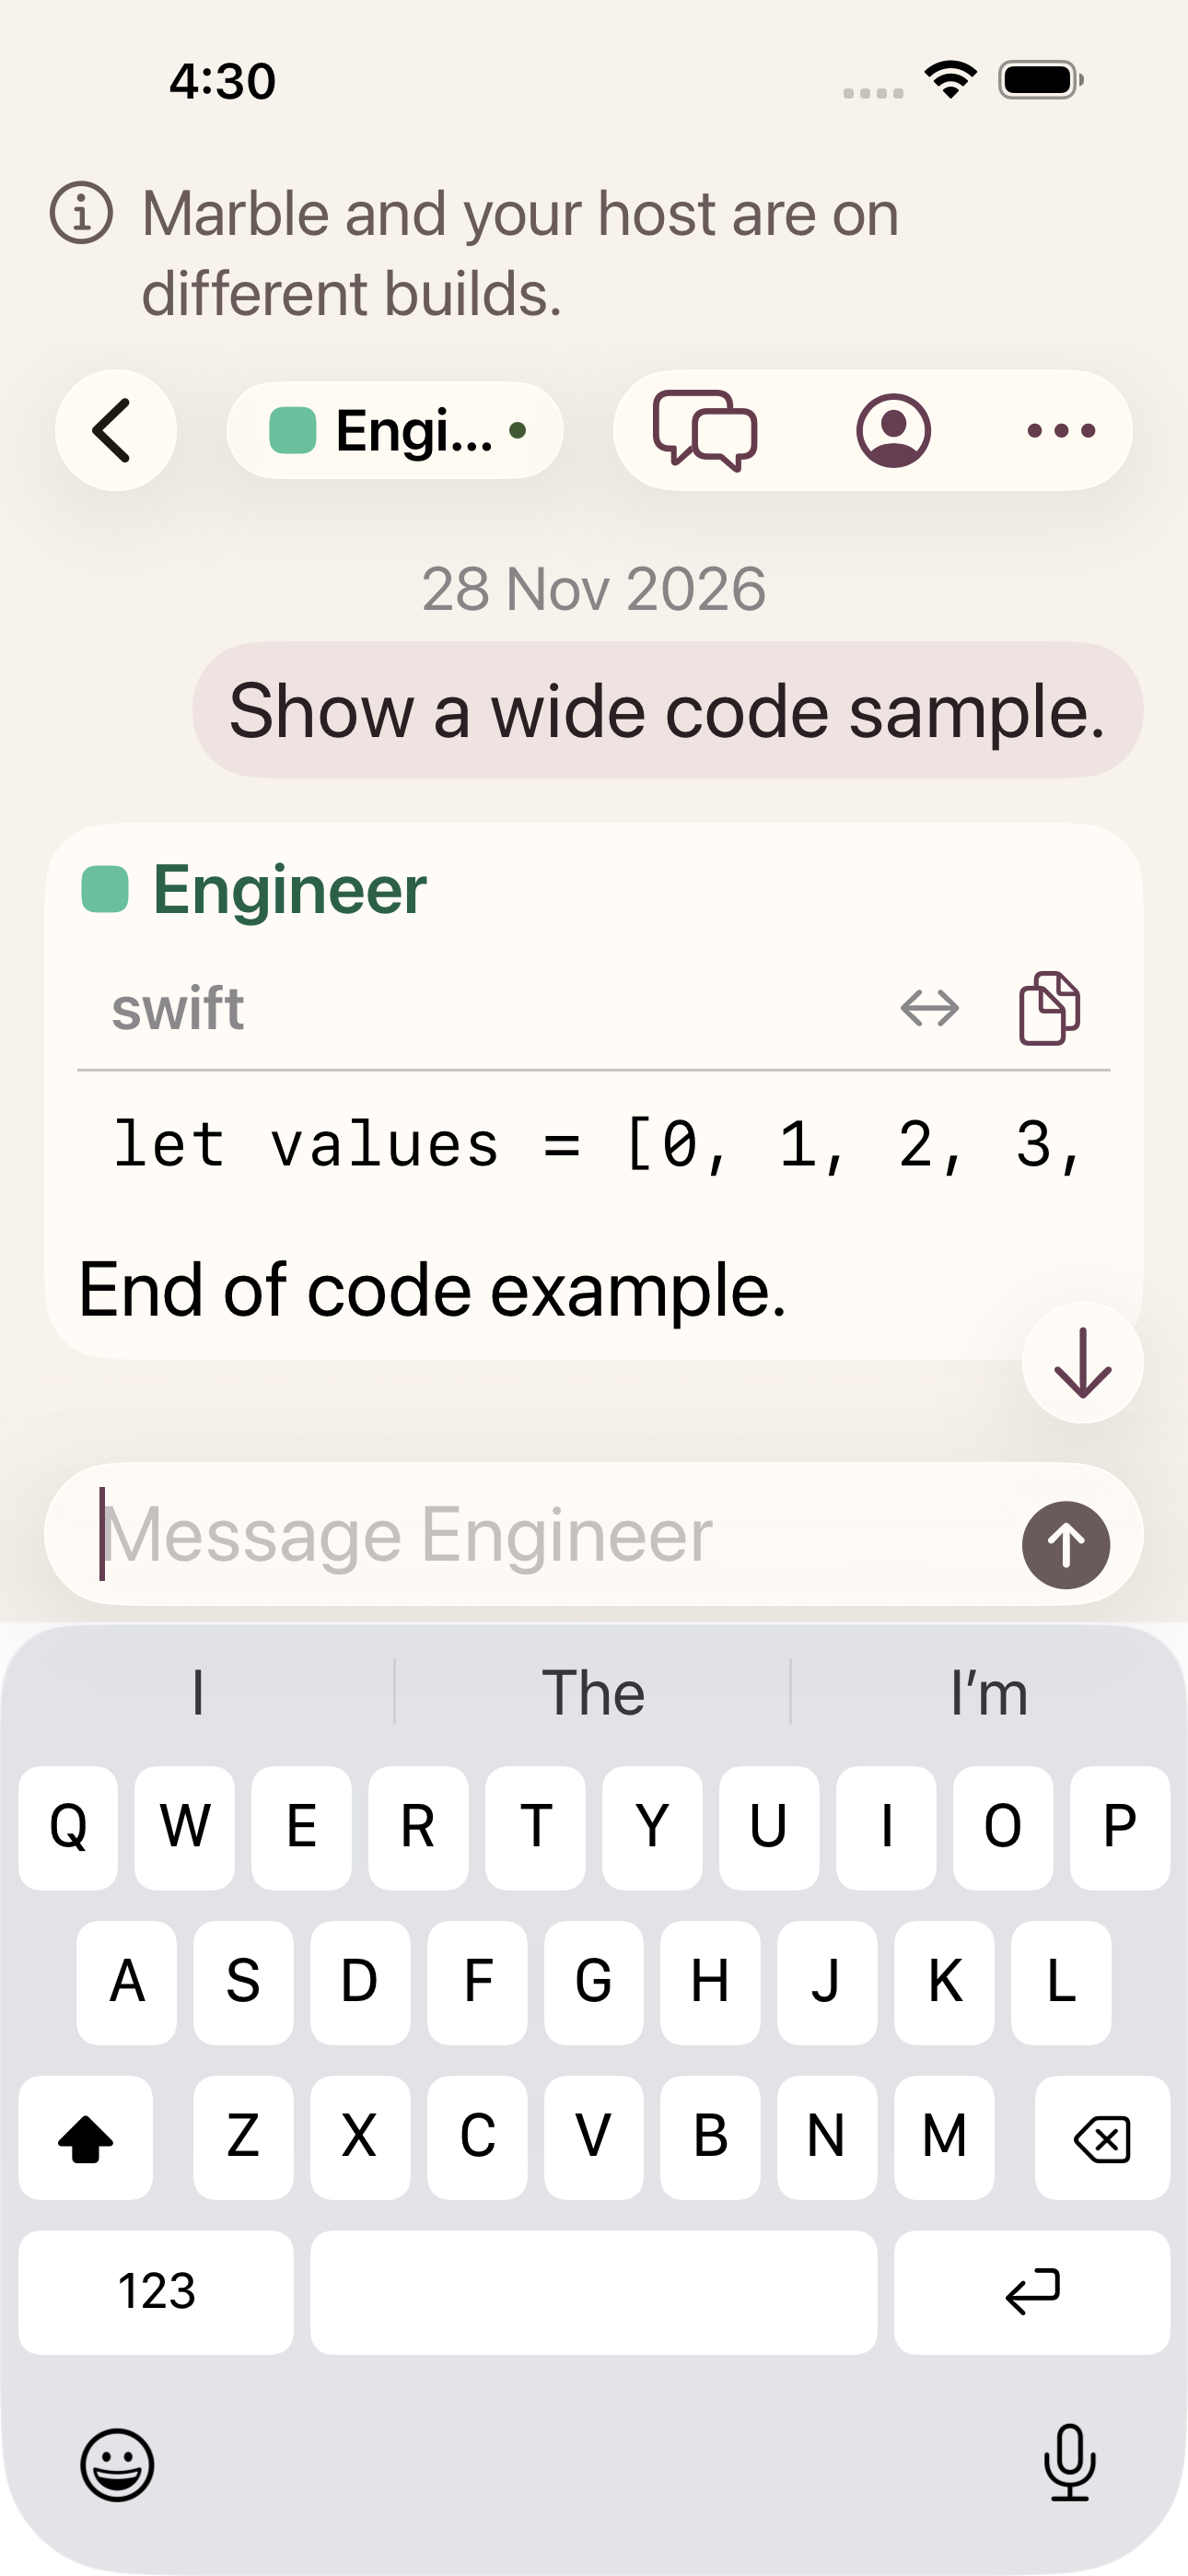 4:30
Marble and your host are on
different builds.
Engi...
28 Nov 2026
Show a wide code sample.
Engineer
swift
let values = [0, 1, 2, 3,
End of code example.
Message Engineer
I The I’m
Q W E R T Y U I O P
A S D F G H J K L
Z X C V B N M
123